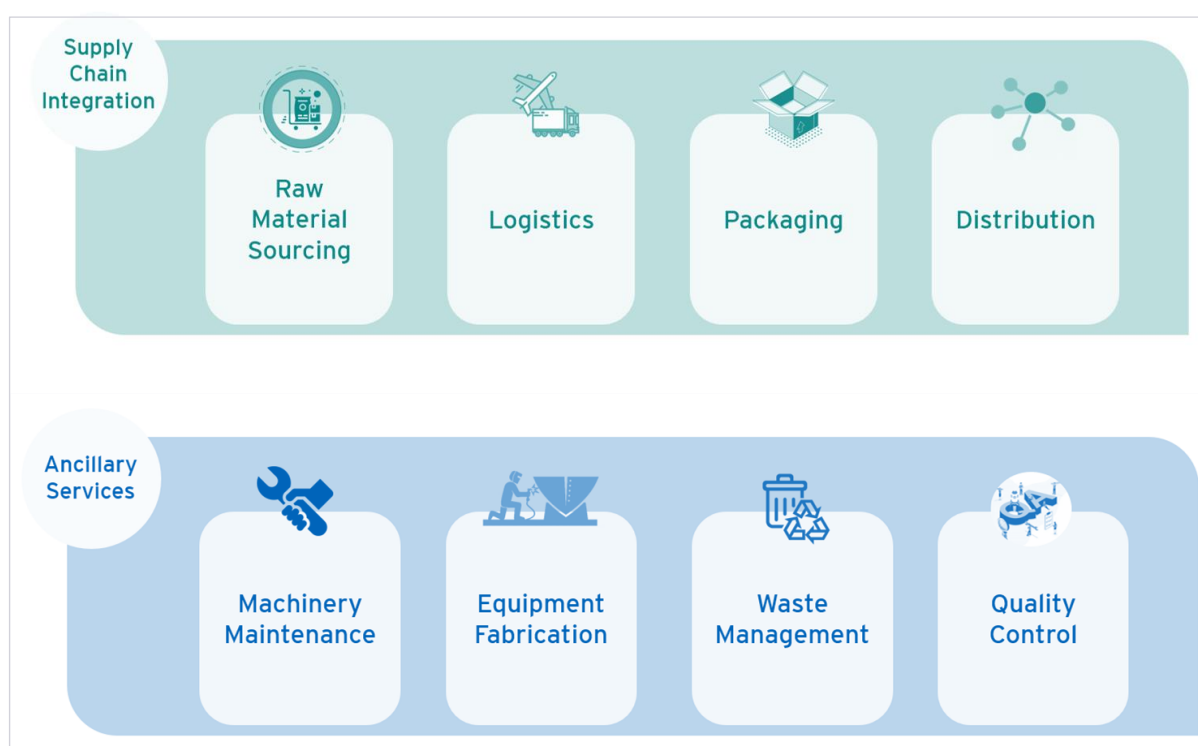 Supply
Chain
Integration
Raw
Material
Sourcing
Logistics
Packaging
Distribution
Ancillary
Services
Machinery
Maintenance
Equipment
Fabrication
Waste
Management
Quality
Control